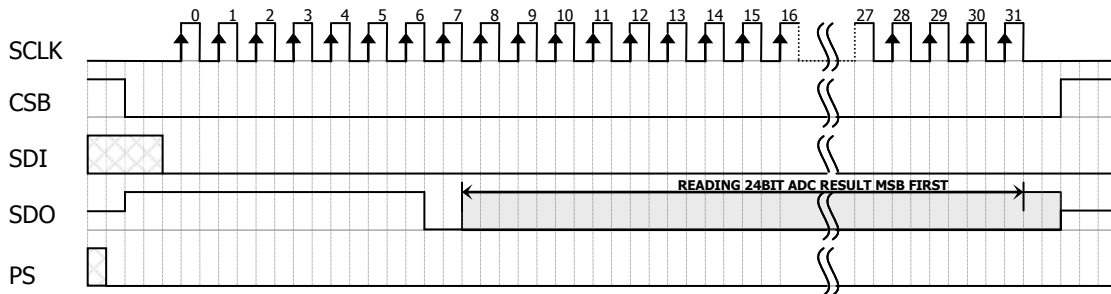 0 1 2 3 4 5 6 7 8 9 10 11 12 13 14 15 16 27 28 29 30 31
SCLK
CSB
SDI
READING 24BIT ADC RESULT MSB FIRST
SDO
PS